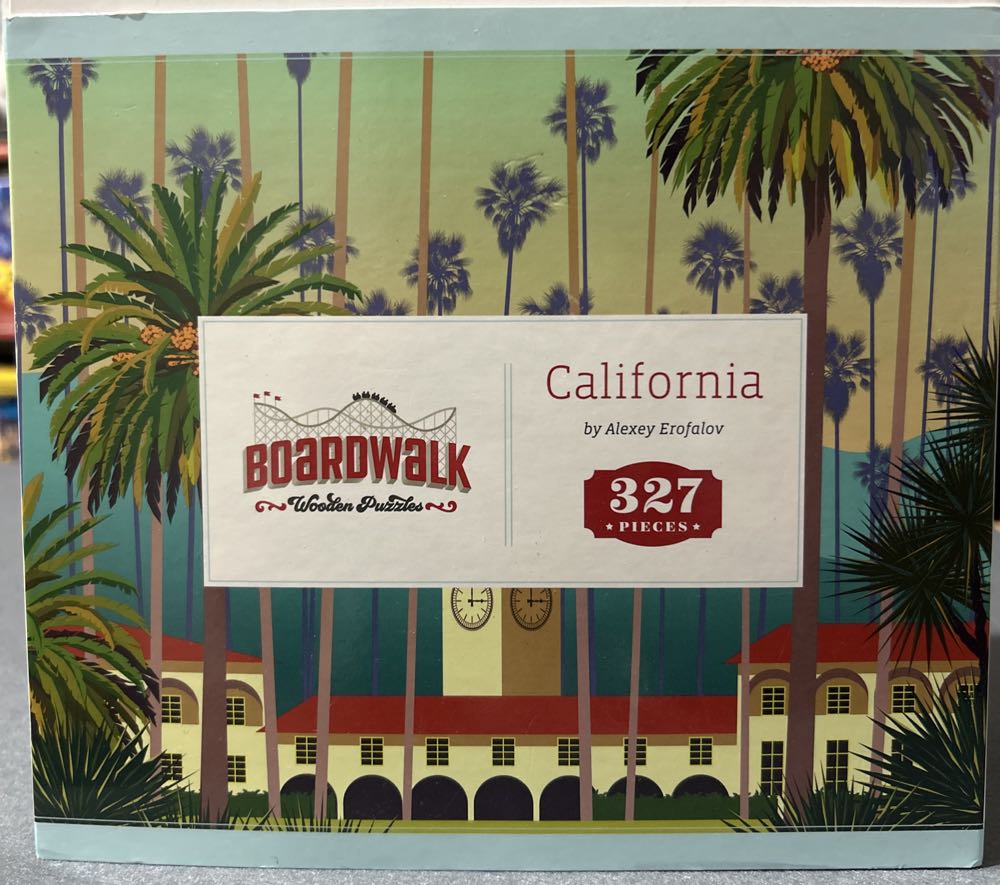 BOARDWALK
Wooden Puzzles
California
by Alexey Erofalov
327
PIECES